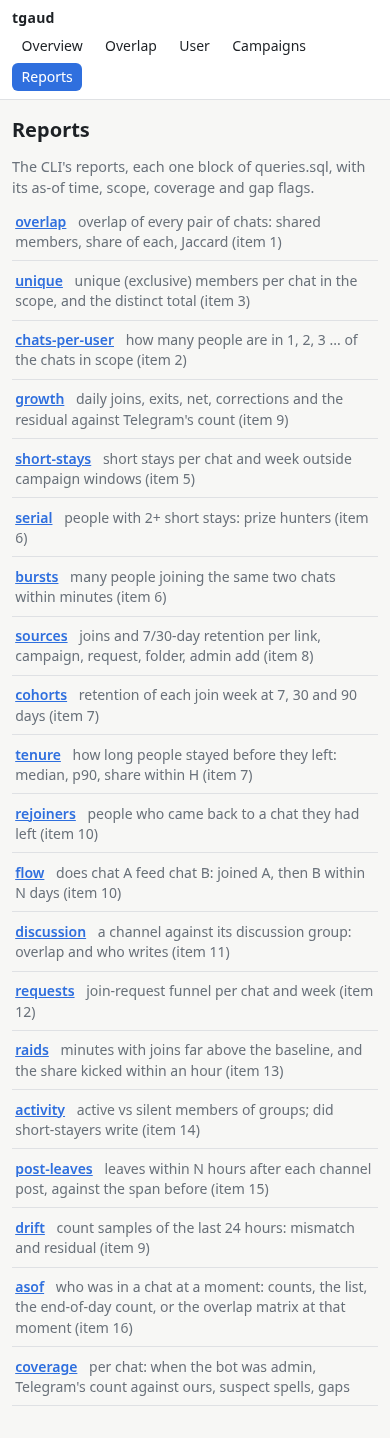 tgaud
Overview Overlap User Campaigns
Reports
Reports
The CLI's reports, each one block of queries.sql, with
its as-of time, scope, coverage and gap flags.
overlap overlap of every pair of chats: shared
members, share of each, Jaccard (item 1)
unique unique (exclusive) members per chat in the
scope, and the distinct total (item 3)
chats-per-user how many people are in 1, 2, 3 ... of
the chats in scope (item 2)
growth daily joins, exits, net, corrections and the
residual against Telegram's count (item 9)
short-stays short stays per chat and week outside
campaign windows (item 5)
serial people with 2+ short stays: prize hunters (item
6)
bursts many people joining the same two chats
within minutes (item 6)
sources joins and 7/30-day retention per link,
campaign, request, folder, admin add (item 8)
cohorts retention of each join week at 7, 30 and 90
days (item 7)
tenure how long people stayed before they left:
median, p90, share within H (item 7)
rejoiners people who came back to a chat they had
left (item 10)
flow does chat A feed chat B: joined A, then B within
N days (item 10)
discussion a channel against its discussion group:
overlap and who writes (item 11)
requests join-request funnel per chat and week (item
12)
raids minutes with joins far above the baseline, and
the share kicked within an hour (item 13)
activity active vs silent members of groups; did
short-stayers write (item 14)
post-leaves leaves within N hours after each channel
post, against the span before (item 15)
drift count samples of the last 24 hours: mismatch
and residual (item 9)
asof who was in a chat at a moment: counts, the list,
the end-of-day count, or the overlap matrix at that
moment (item 16)
coverage per chat: when the bot was admin,
Telegram's count against ours, suspect spells, gaps